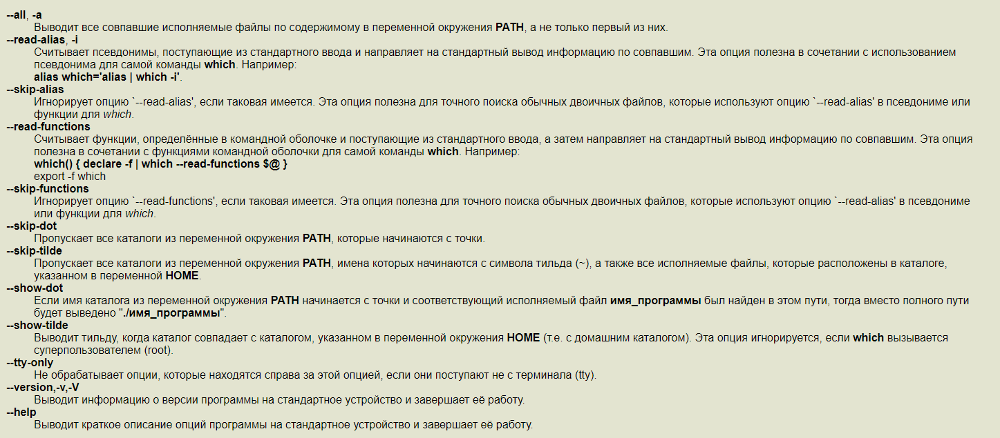 --all, -a
Выводит все совпавшие исполняемые файлы по содержимому в переменной окружения PATH, а не только первый из них.
--read-alias, -i
Считывает псевдонимы, поступающие из стандартного ввода и направляет на стандартный вывод информацию по совпавшим. Эта опция полезна в сочетании с использованием
псевдонима для самой команды which. Например:
alias which='alias | which -i'.
--skip-alias
Игнорирует опцию `--read-alias', если таковая имеется. Эта опция полезна для точного поиска обычных двоичных файлов, которые используют опцию `--read-alias' в псевдониме или
функции для which.
--read-functions
Считывает функции, определённые в командной оболочке и поступающие из стандартного ввода, а затем направляет на стандартный вывод информацию по совпавшим. Эта опция
полезна в сочетании с функциями командной оболочки для самой команды which. Например:
which() { declare -f | which --read-functions $@ }
export -f which
--skip-functions
Игнорирует опцию `--read-functions', если таковая имеется. Эта опция полезна для точного поиска обычных двоичных файлов, которые используют опцию `--read-alias' в псевдониме
или функции для which.
--skip-dot
Пропускает все каталоги из переменной окружения PATH, которые начинаются с точки.
--skip-tilde
Пропускает все каталоги из переменной окружения PATH, имена которых начинаются с символа тильда (~), а также все исполняемые файлы, которые расположены в каталоге,
указанном в переменной HOME.
--show-dot
Если имя каталога из переменной окружения PATH начинается с точки и соответствующий исполняемый файл имя_программы был найден в этом пути, тогда вместо полного пути
будет выведено "./имя_программы".
--show-tilde
Выводит тильду, когда каталог совпадает с каталогом, указанном в переменной окружения HOME (т.е. с домашним каталогом). Эта опция игнорируется, если which вызывается
суперпользователем (root).
--tty-only
Не обрабатывает опции, которые находятся справа за этой опцией, если они поступают не с терминала (tty).
--version,-v,-V
Выводит информацию о версии программы на стандартное устройство и завершает её работу.
--help
Выводит краткое описание опций программы на стандартное устройство и завершает её работу.